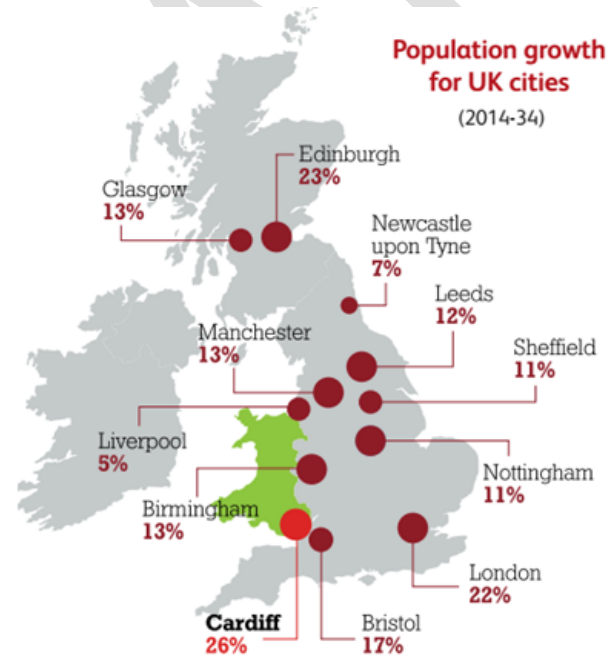 Population growth
for UK cities
(2014-34)
Edinburgh
23%
Glasgow
13%
Newcastle
upon Tyne
7%
Leeds
12%
Manchester
13%
Sheffield
11%
Liverpool
5%
Nottingham
11%
Birmingham
13%
London
22%
Cardiff
26%
Bristol
17%